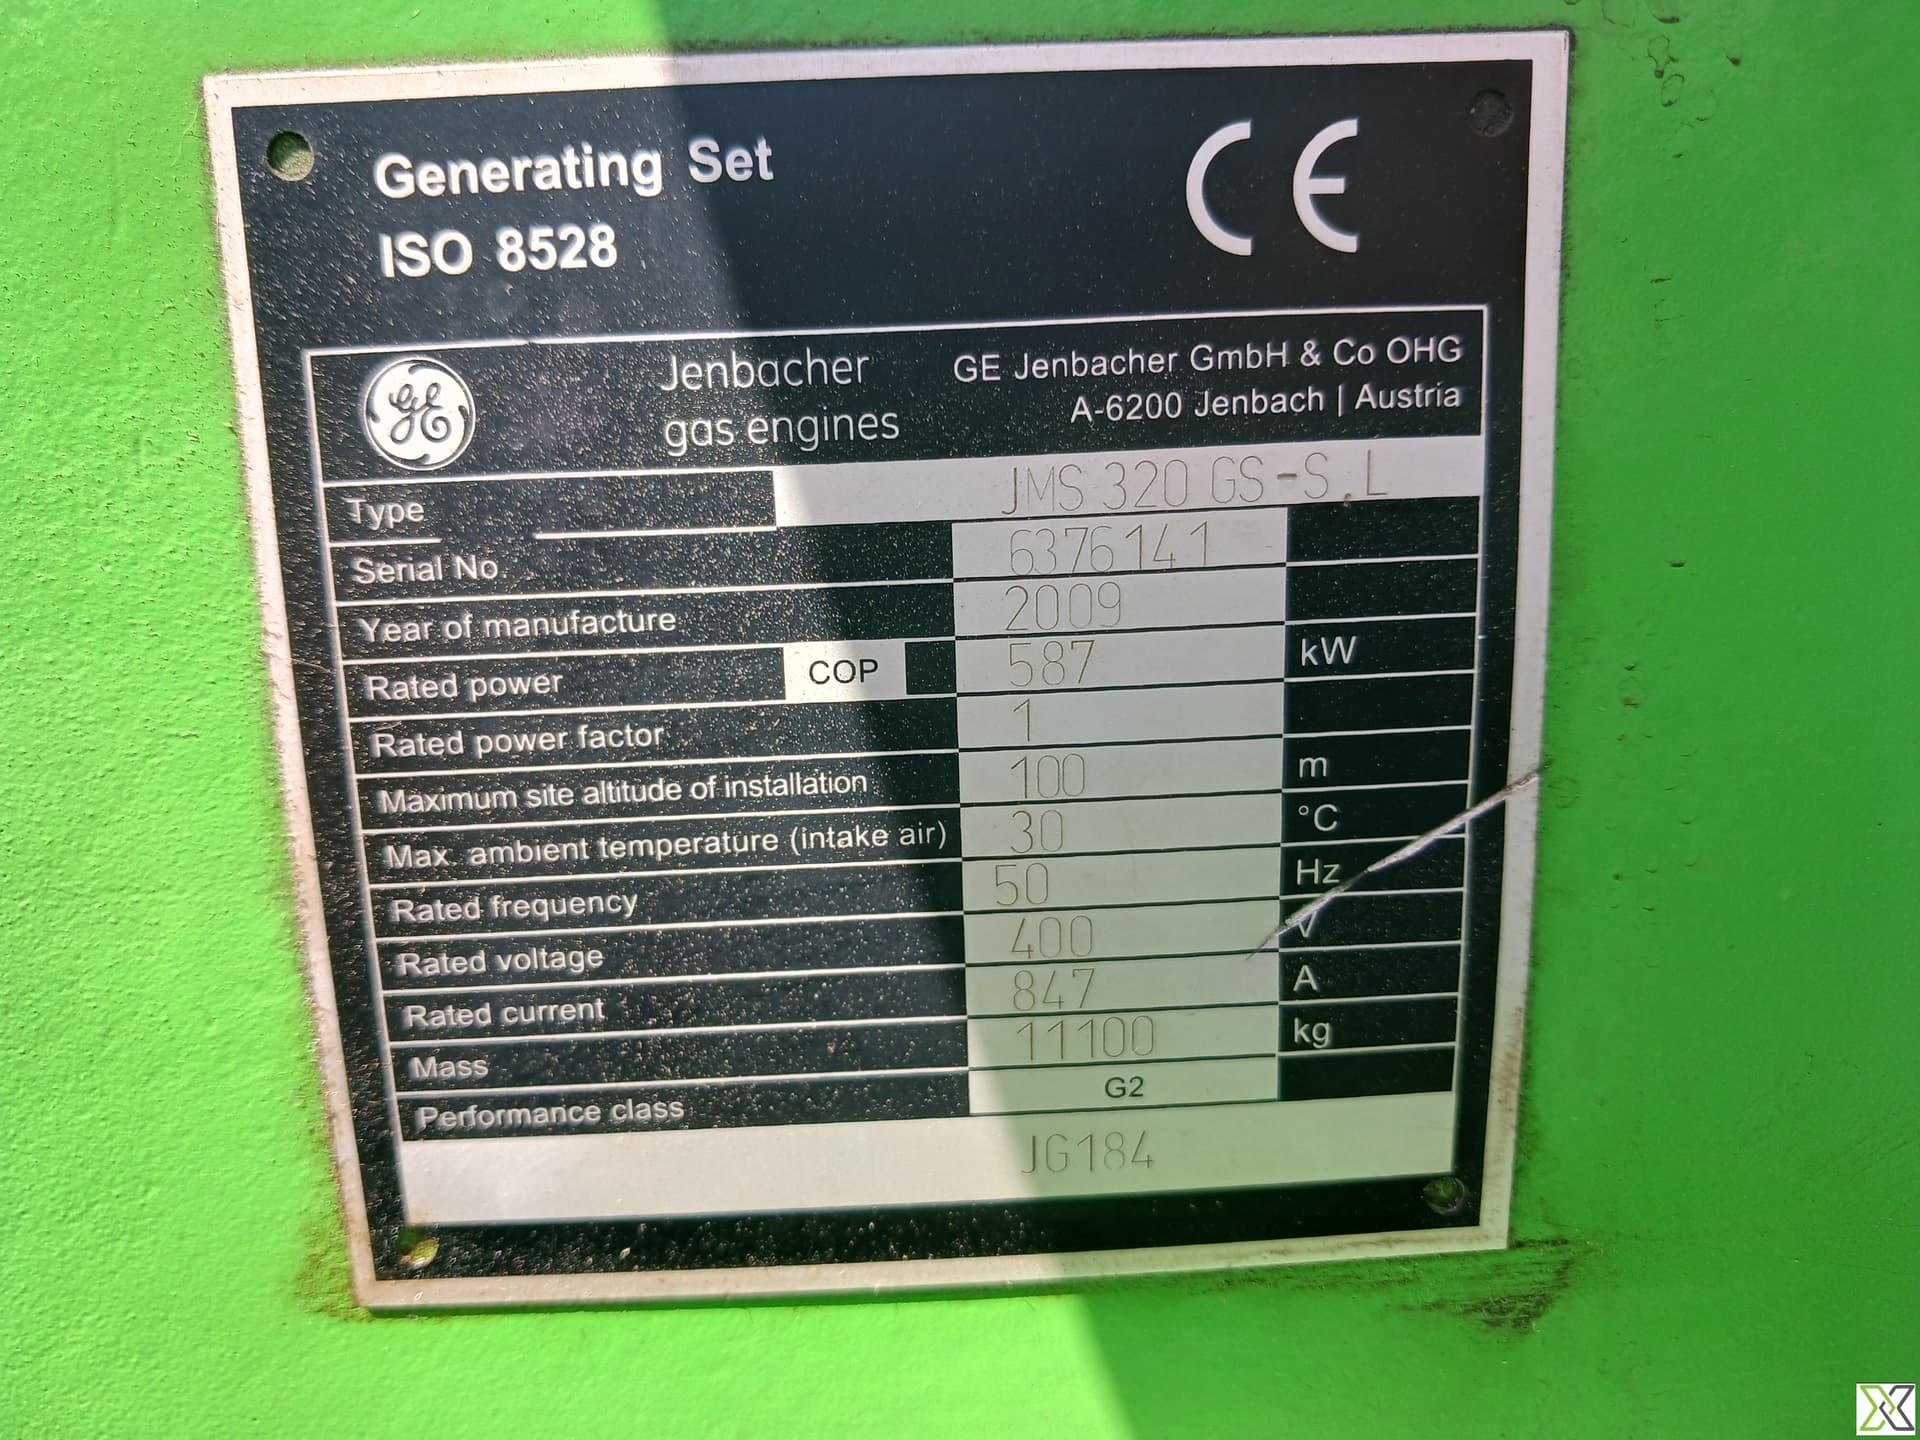 Generating Set
ISO 8528
CE
GE
Jenbacher
gas engines
GE Jenbacher GmbH & Co OHG
A-6200 Jenbach | Austria
Type JMS 320 GS-S.L
Serial No 6376141
Year of manufacture 2009
Rated power COP 587 kW
Rated power factor 1
Maximum site altitude of installation 100 m
Max. ambient temperature (intake air) 30 °C
Rated frequency 50 Hz
Rated voltage 400 V
Rated current 847 A
Mass 11100 kg
Performance class G2
JG184